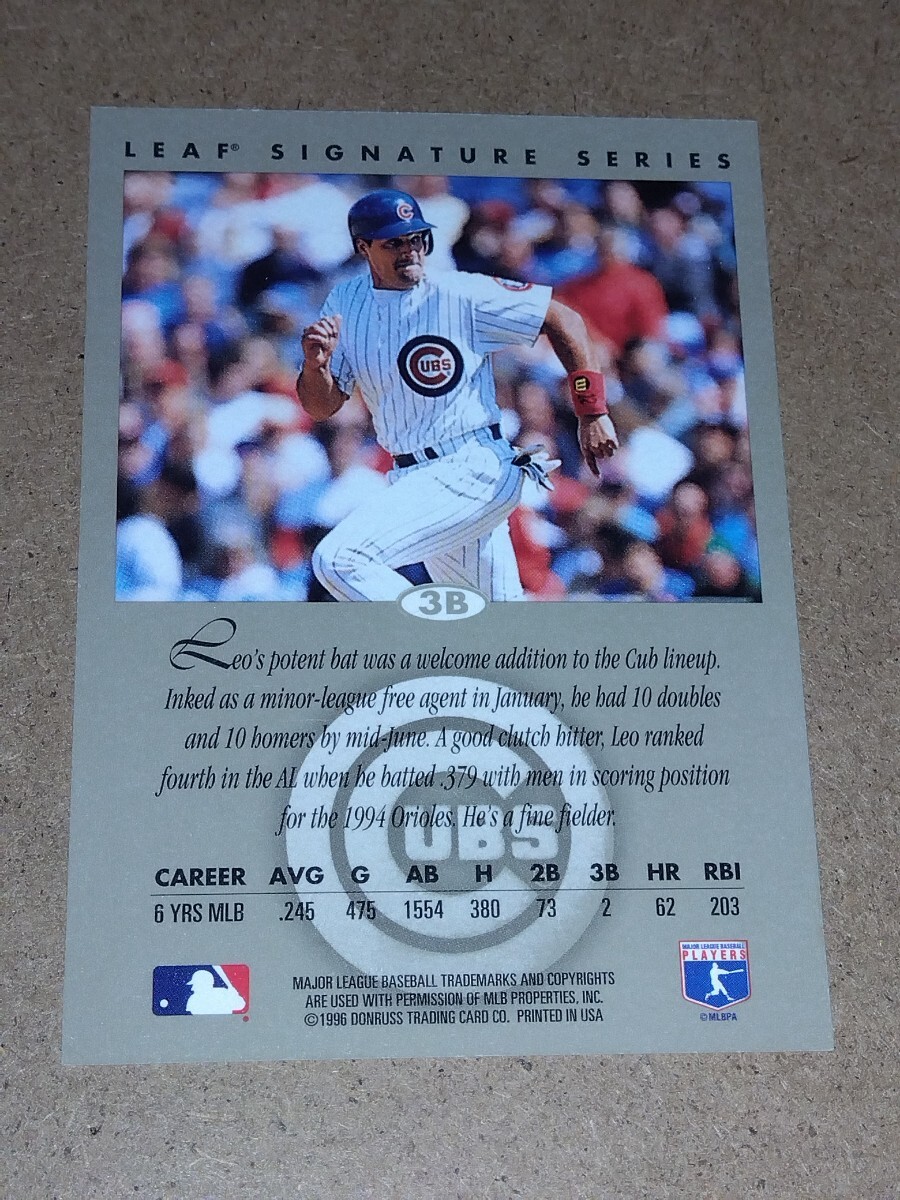 LEAF® SIGNATURE SERIES
C
CUBS
3B
Leo's potent bat was a welcome addition to the Cub lineup.
Inked as a minor-league free agent in January, he had 10 doubles
and 10 homers by mid-June. A good clutch hitter, Leo ranked
fourth in the AL when he batted .379 with men in scoring position
for the 1994 Orioles. He's a fine fielder.
CUBS
CAREER AVG G AB H 2B 3B HR RBI
6 YRS MLB .245 475 1554 380 73 2 62 203
MAJOR LEAGUE BASEBALL
PLAYERS
©MLBPA
MAJOR LEAGUE BASEBALL TRADEMARKS AND COPYRIGHTS
ARE USED WITH PERMISSION OF MLB PROPERTIES, INC.
©1996 DONRUSS TRADING CARD CO. PRINTED IN USA